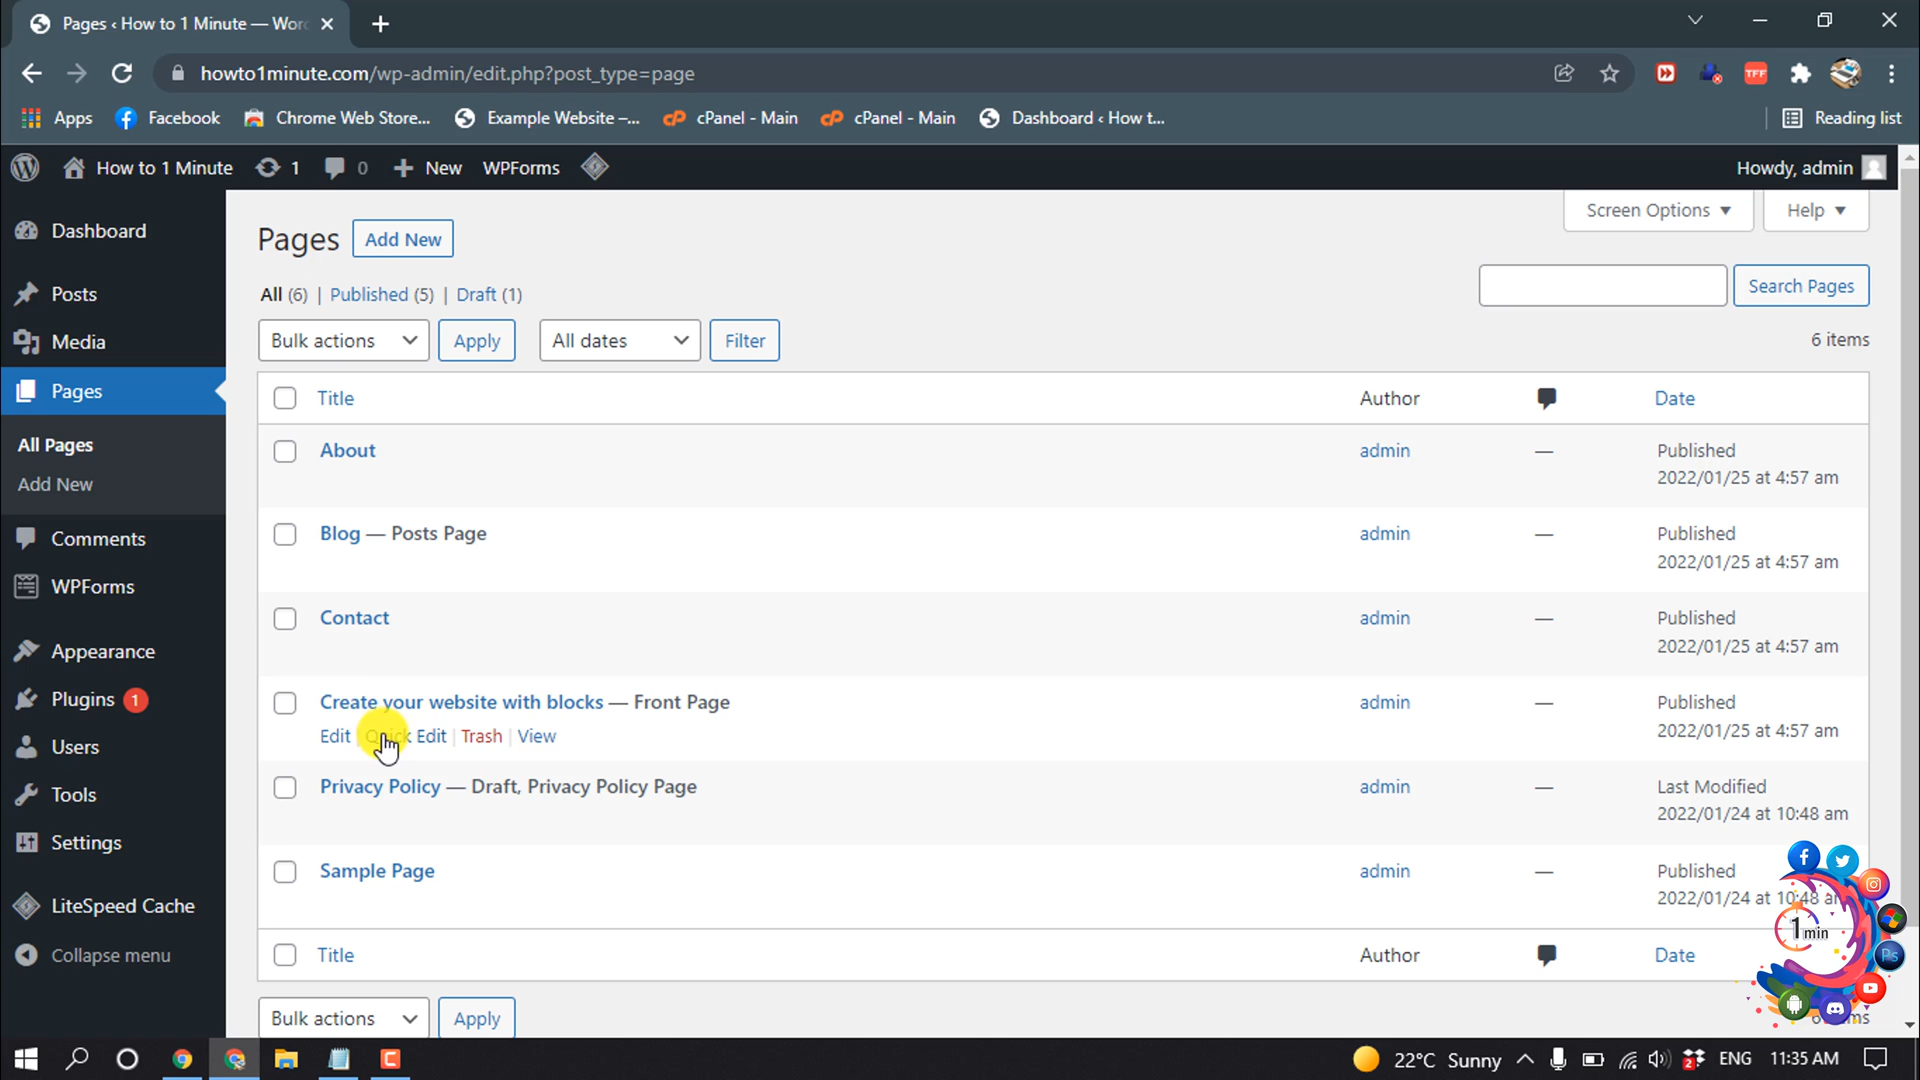 Pages ‹ How to 1 Minute — Wor
howto1minute.com/wp-admin/edit.php?post_type=page
TFF
Apps Facebook Chrome Web Store... Example Website –... cPanel - Main cPanel - Main Dashboard ‹ How t... Reading list
How to 1 Minute 1 0 New WPForms Howdy, admin
Dashboard
Posts
Media
Pages
All Pages
Add New
Comments
WPForms
Appearance
Plugins 1
Users
Tools
Settings
LiteSpeed Cache
Collapse menu
Screen Options Help
Pages Add New
All (6) | Published (5) | Draft (1)
Search Pages
Bulk actions Apply All dates Filter 6 items
Title Author Date
About admin — Published
2022/01/25 at 4:57 am
Blog — Posts Page admin — Published
2022/01/25 at 4:57 am
Contact admin — Published
2022/01/25 at 4:57 am
Create your website with blocks — Front Page admin — Published
Edit | Quick Edit | Trash | View 2022/01/25 at 4:57 am
Privacy Policy — Draft, Privacy Policy Page admin — Last Modified
2022/01/24 at 10:48 am
Sample Page admin — Published
2022/01/24 at 10:48 am
Title Author Date
Bulk actions Apply
1 min
Ps
22°C Sunny 2 ENG 11:35 AM